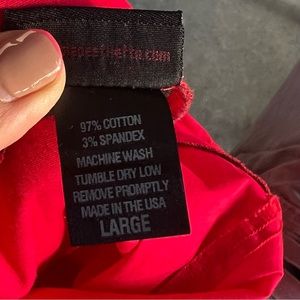 97% COTTON
3% SPANDEX
MACHINE WASH
TUMBLE DRY LOW
REMOVE PROMPTLY
MADE IN THE USA
LARGE